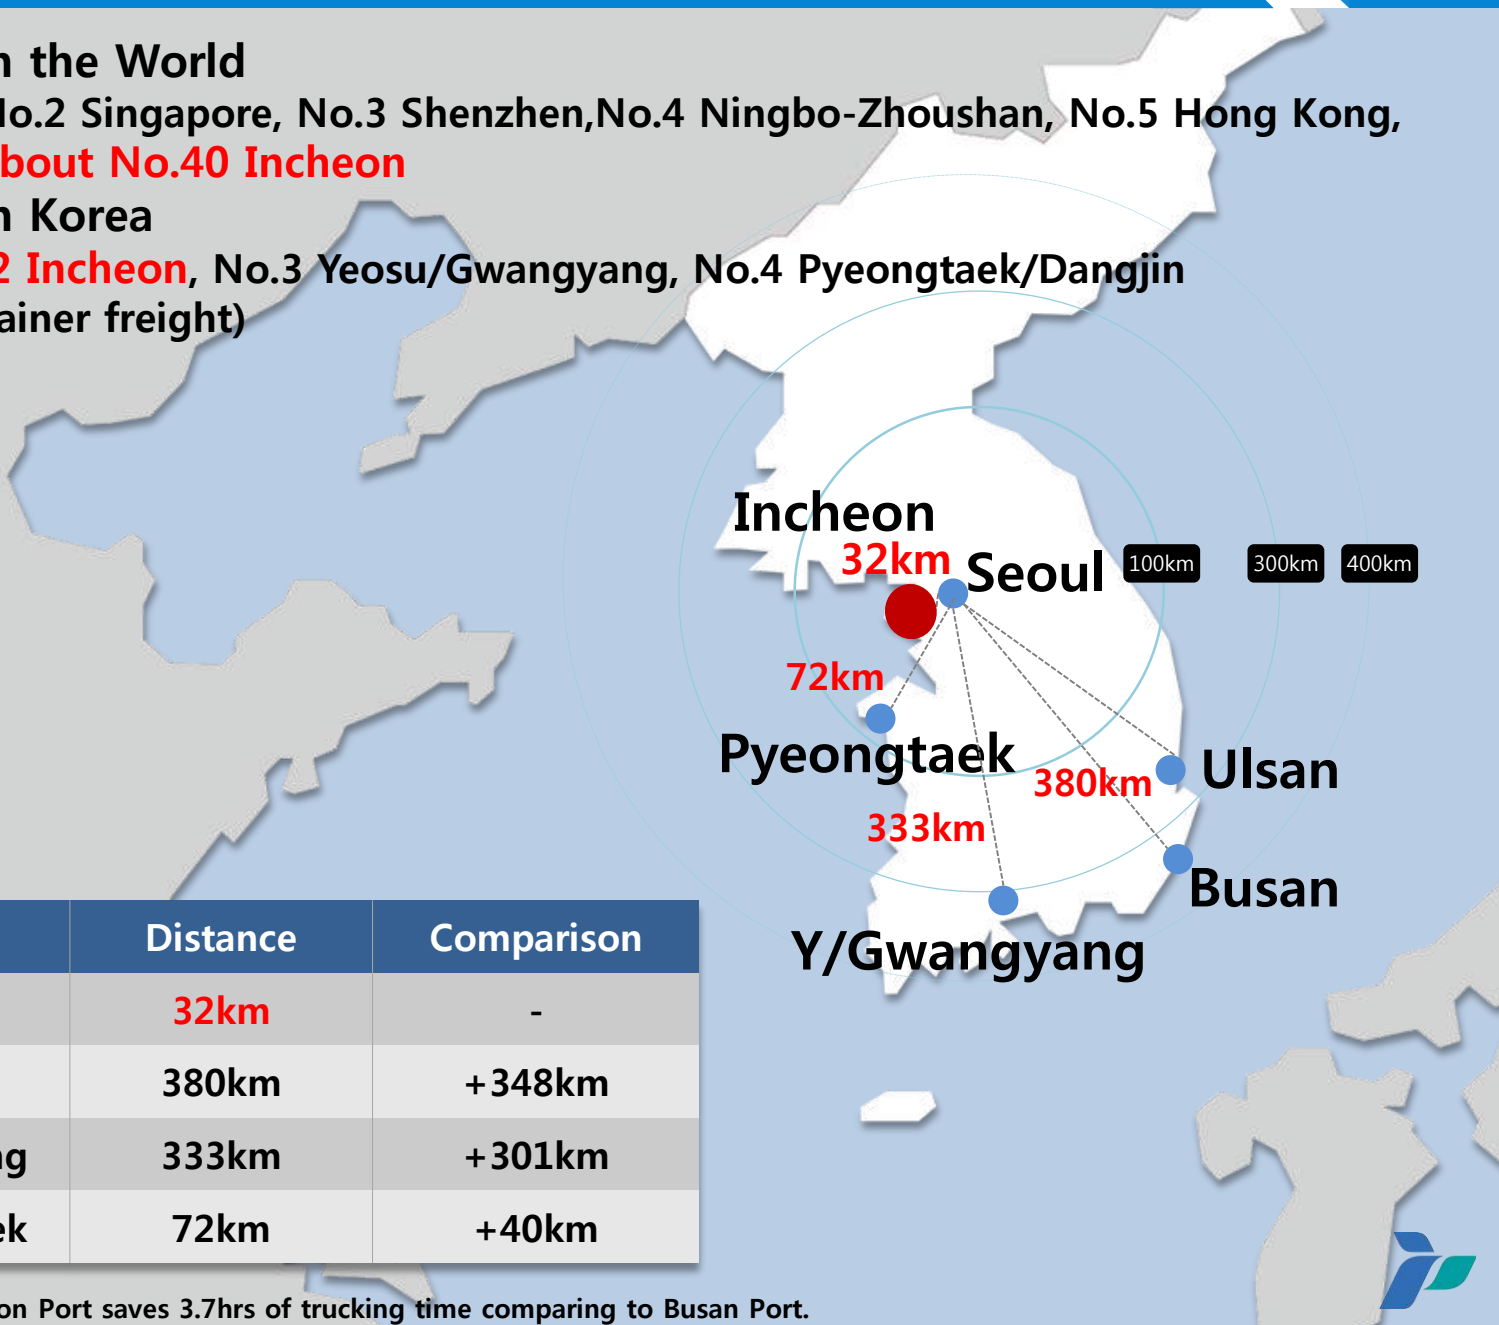 n the World
No.2 Singapore, No.3 Shenzhen,No.4 Ningbo-Zhoushan, No.5 Hong Kong,
bout No.40 Incheon
n Korea
2 Incheon, No.3 Yeosu/Gwangyang, No.4 Pyeongtaek/Dangjin
ainer freight)
Incheon
32km
Seoul
100km
300km
400km
72km
Pyeongtaek
380km
Ulsan
333km
Busan
Y/Gwangyang
Distance Comparison
32km -
380km +348km
ng 333km +301km
ek 72km +40km
on Port saves 3.7hrs of trucking time comparing to Busan Port.